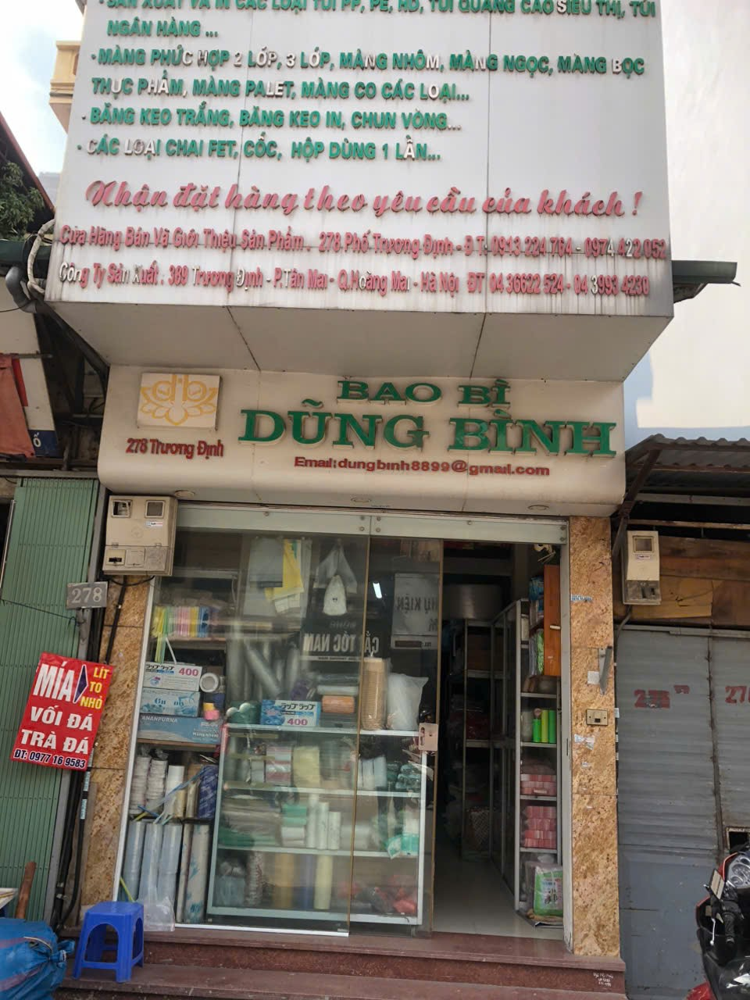 - SẢN XUẤT VÀ IN CÁC LOẠI TÚI PP, PE, HD, TÚI QUẢNG CÁO SIÊU THỊ, TÚI
NGÂN HÀNG ...
- MÀNG PHỨC HỢP 2 LỚP, 3 LỚP, MÀNG NHÔM, MÀNG NGỌC, MÀNG BỌC
THỰC PHẨM, MÀNG PALET, MÀNG CO CÁC LOẠI...
- BĂNG KEO TRẮNG, BĂNG KEO IN, CHUN VÒNG...
- CÁC LOẠI CHAI FET, CỐC, HỘP DÙNG 1 LẦN...
Nhận đặt hàng theo yêu cầu của khách !
Cửa Hàng Bán Và Giới Thiệu Sản Phẩm . 278 Phố Trương Định - ĐT. 0913 224 764 - 0974 422 052
Công Ty Sản Xuất . 389 Trương Định - P.Tân Mai - Q.Hoàng Mai - Hà Nội ĐT 04 36622 524 - 04 3993 4230
db
BAO BÌ
DŨNG BÌNH
278 Trương Định
Email:dungbinh8899@gmail.com
278
PHỤ KIỆN
CẮT TÓC NAM
400
ANANPURNA
400
MÍA
LÍT
TO
NHỎ
VỐI ĐÁ
TRÀ ĐÁ
ĐT: 0977 16 9583